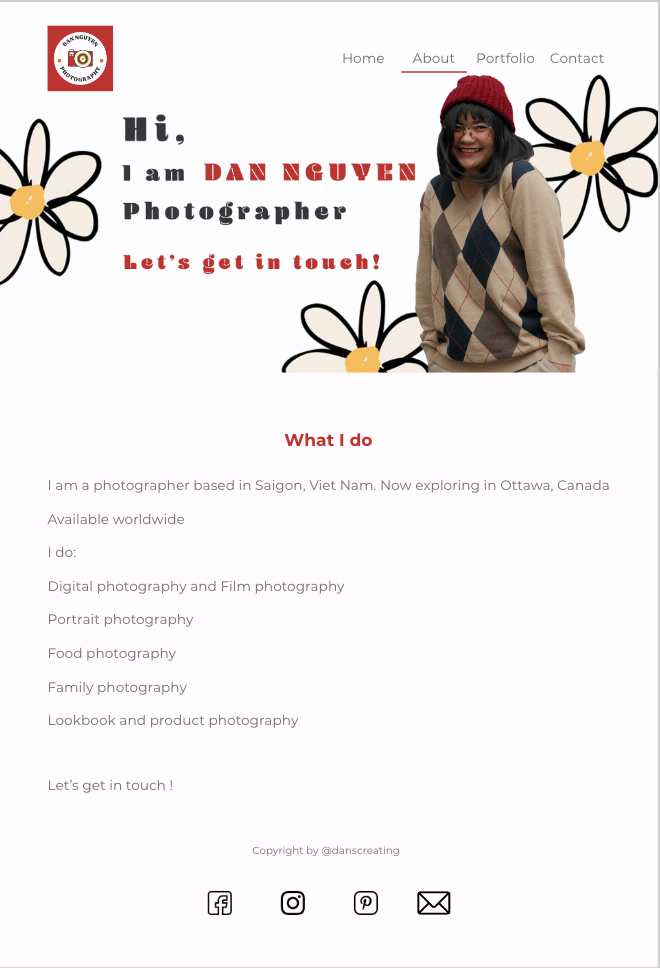 DAN NGUYEN
PHOTOGRAPHY
Home About Portfolio Contact
Hi,
I am DAN NGUYEN
Photographer
Let's get in touch!
What I do
I am a photographer based in Saigon, Viet Nam. Now exploring in Ottawa, Canada
Available worldwide
I do:
Digital photography and Film photography
Portrait photography
Food photography
Family photography
Lookbook and product photography
Let's get in touch !
Copyright by @danscreating